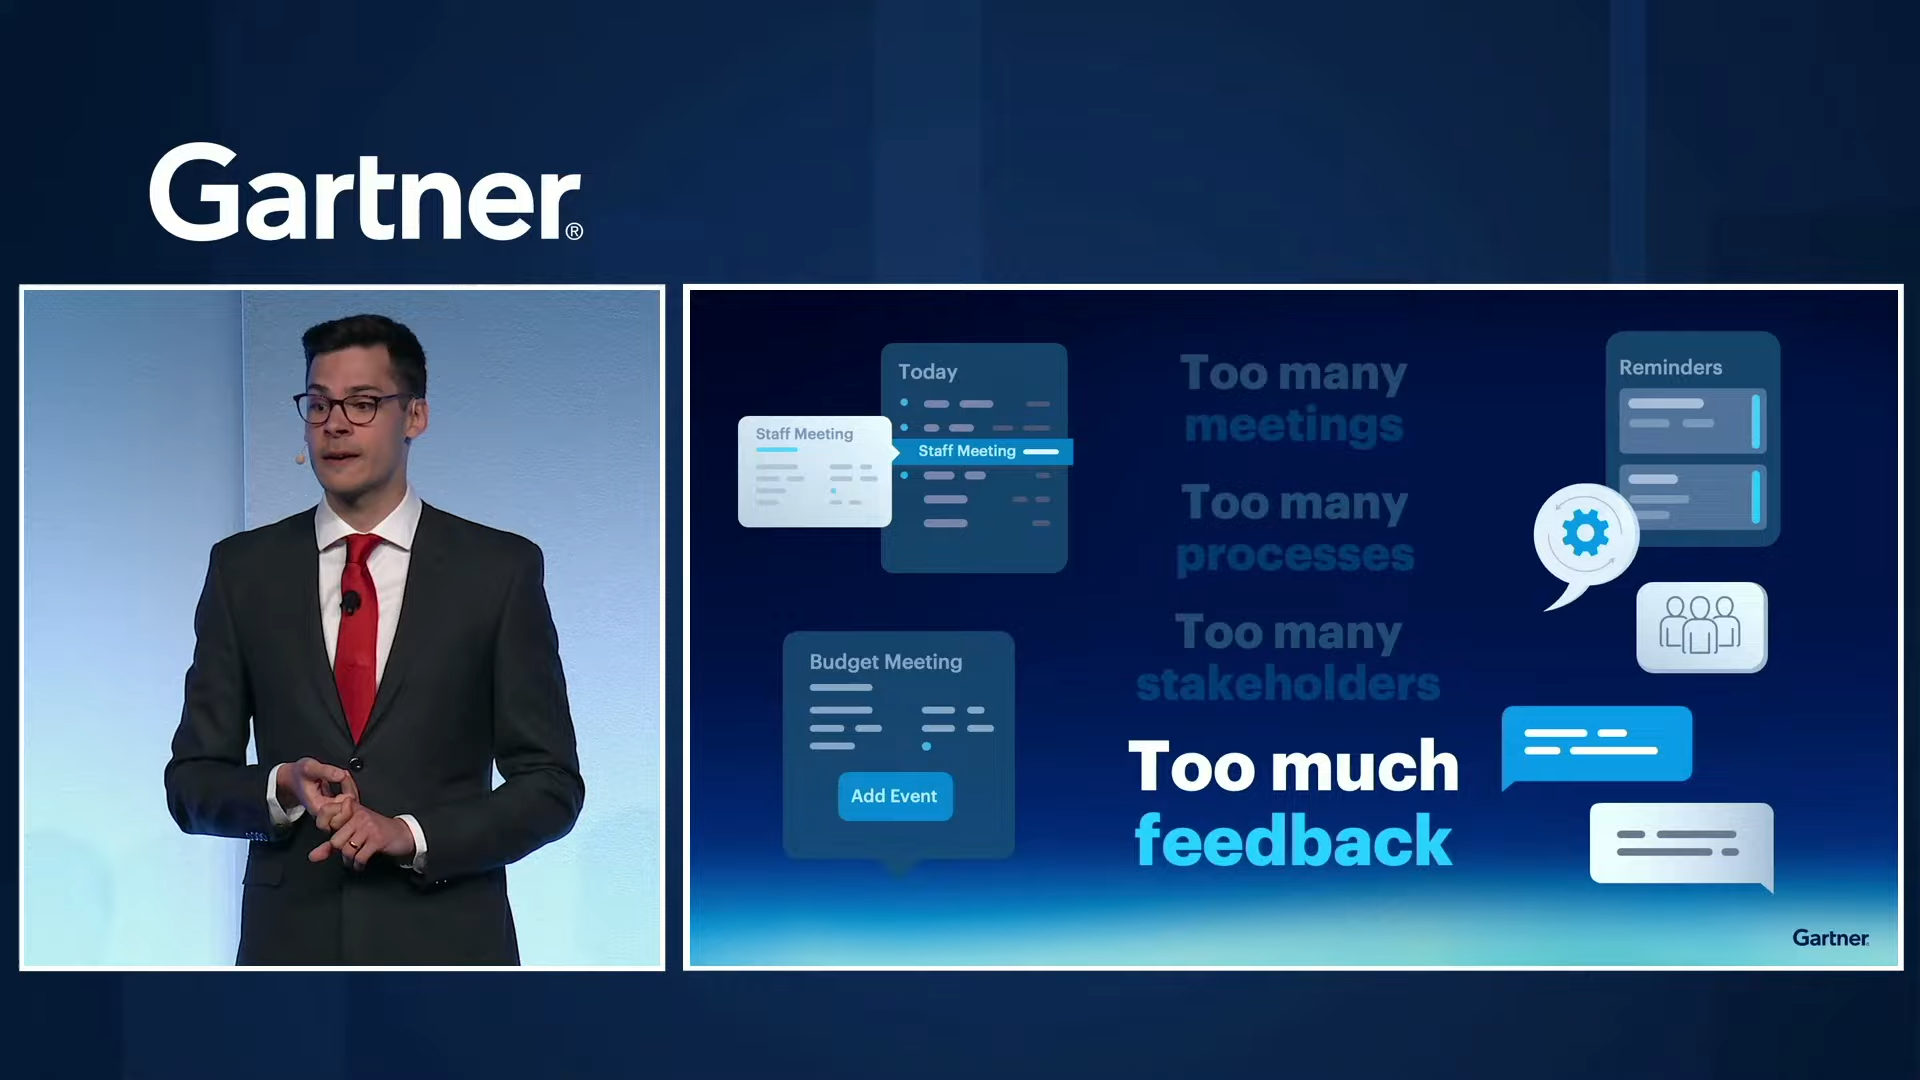 Gartner®
Today
Staff Meeting
Staff Meeting
Budget Meeting
Add Event
Too many
meetings
Too many
processes
Too many
stakeholders
Too much
feedback
Reminders
Gartner